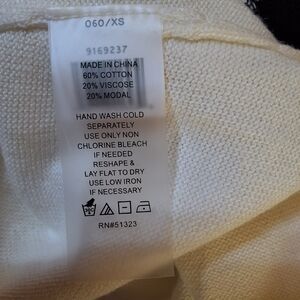 060/XS
9169237
MADE IN CHINA
60% COTTON
20% VISCOSE
20% MODAL
HAND WASH COLD
SEPARATELY
USE ONLY NON
CHLORINE BLEACH
IF NEEDED
RESHAPE &
LAY FLAT TO DRY
USE LOW IRON
IF NECESSARY
RN#51323